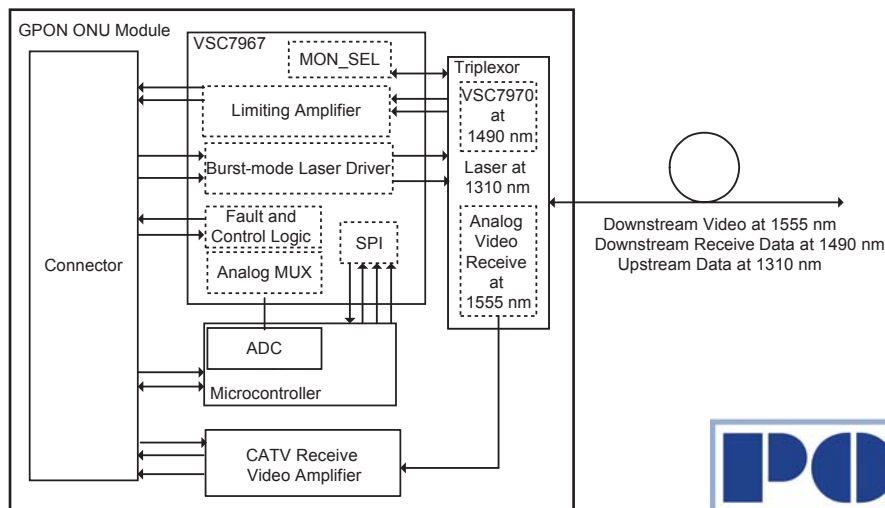 GPON ONU Module
VSC7967
MON_SEL
Limiting Amplifier
Burst-mode Laser Driver
Fault and
Control Logic
Analog MUX
SPI
Connector
ADC
Microcontroller
CATV Receive
Video Amplifier
Triplexor
VSC7970
at
1490 nm
Laser at
1310 nm
Analog
Video
Receive
at
1555 nm
Downstream Video at 1555 nm
Downstream Receive Data at 1490 nm
Upstream Data at 1310 nm
PO